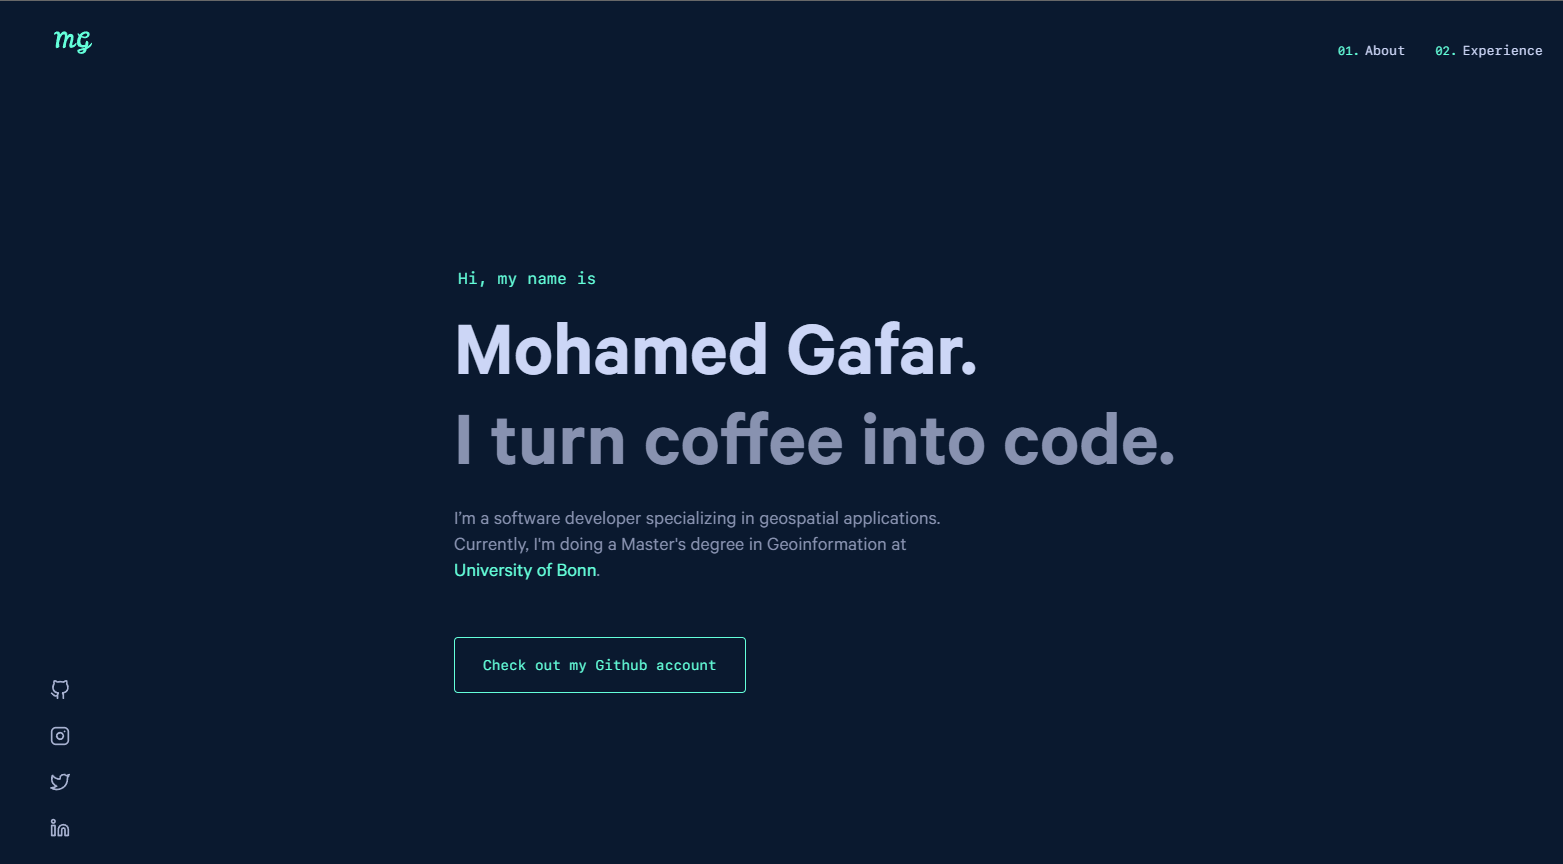 mG
01. About
02. Experience
Hi, my name is
Mohamed Gafar.
I turn coffee into code.
I’m a software developer specializing in geospatial applications.
Currently, I'm doing a Master's degree in Geoinformation at
University of Bonn.
Check out my Github account